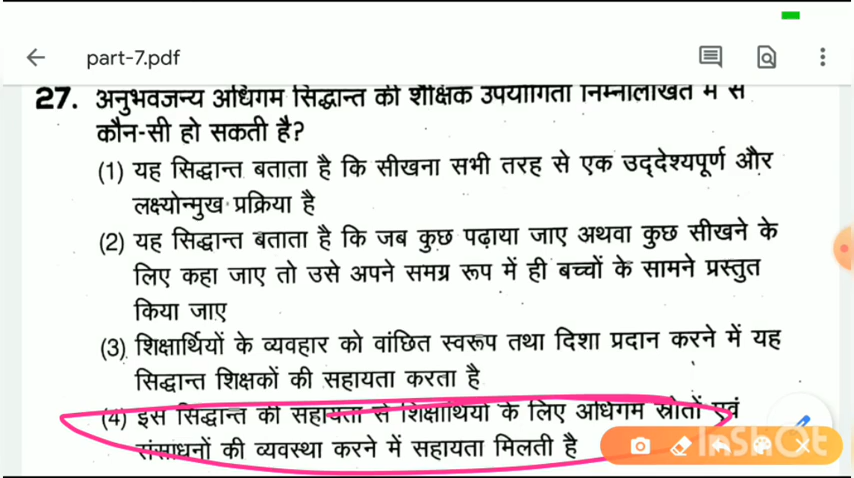 part-7.pdf
27. अनुभवजन्य अधिगम सिद्धान्त की शैक्षिक उपयोगिता निम्नलिखित में से
कौन-सी हो सकती है?
(1) यह सिद्धान्त बताता है कि सीखना सभी तरह से एक उद्देश्यपूर्ण और
लक्ष्योन्मुख प्रक्रिया है
(2) यह सिद्धान्त बताता है कि जब कुछ पढ़ाया जाए अथवा कुछ सीखने के
लिए कहा जाए तो उसे अपने समग्र रूप में ही बच्चों के सामने प्रस्तुत
किया जाए
(3) शिक्षार्थियों के व्यवहार को वांछित स्वरूप तथा दिशा प्रदान करने में यह
सिद्धान्त शिक्षकों की सहायता करता है
(4) इस सिद्धान्त की सहायता से शिक्षार्थियों के लिए अधिगम स्रोतों एवं
संसाधनों की व्यवस्था करने में सहायता मिलती है
InShOt